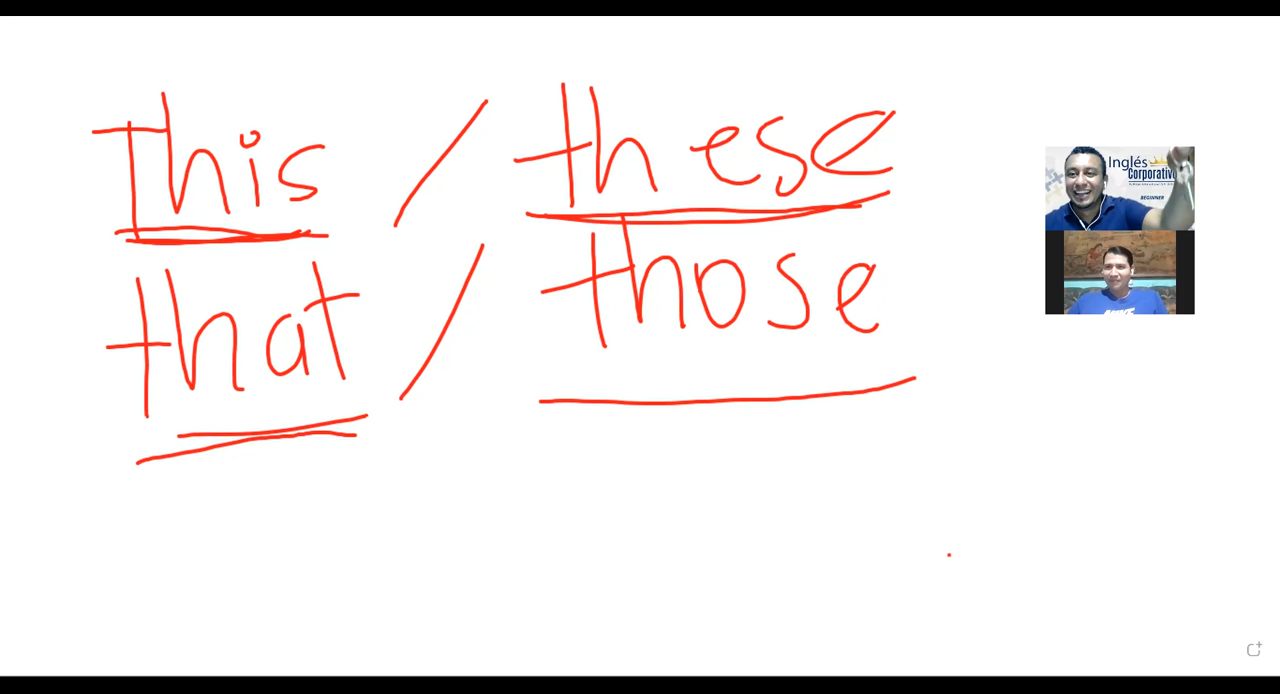 this / these
that / those
Inglés
Corporativo
BEGINNER